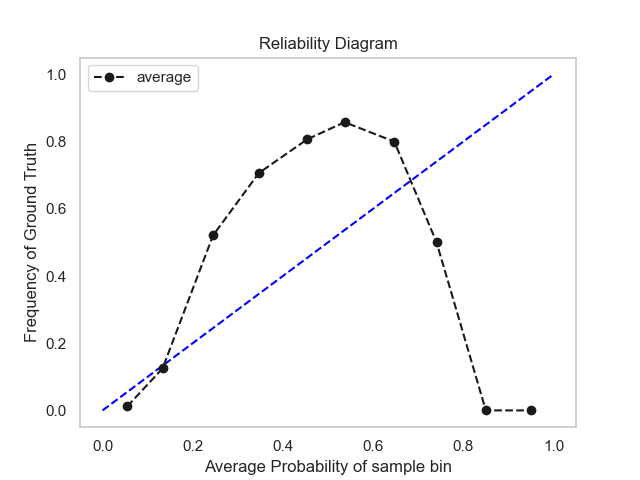 Reliability Diagram
average
Frequency of Ground Truth
1.0
0.8
0.6
0.4
0.2
0.0
0.0 0.2 0.4 0.6 0.8 1.0
Average Probability of sample bin